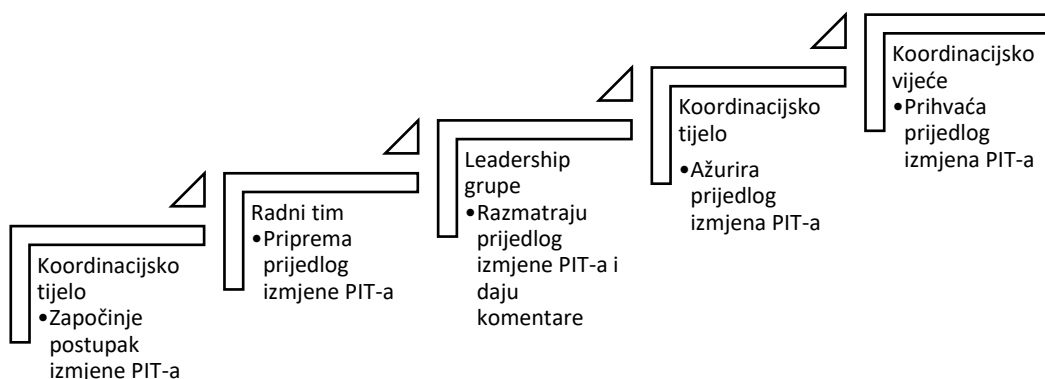 Koordinacijsko
tijelo
•Započinje
postupak
izmjene PIT-a
Radni tim
•Priprema
prijedlog
izmjene PIT-a
Leadership
grupe
•Razmatraju
prijedlog
izmjene PIT-a i
daju
komentare
Koordinacijsko
tijelo
•Ažurira
prijedlog
izmjena PIT-a
Koordinacijsko
vijeće
•Prihvaća
prijedlog
izmjena PIT-a